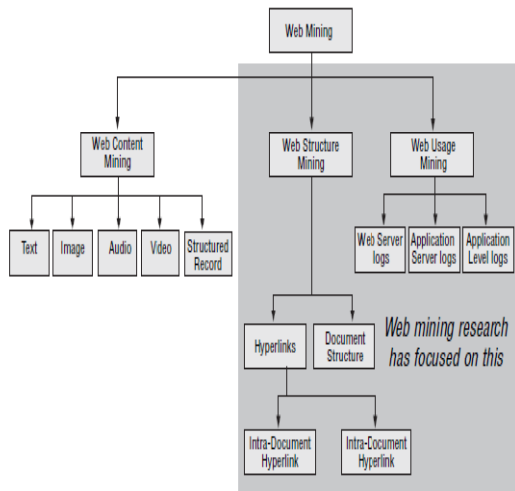 Web Mining
Web Content
Mining
Web Structure
Mining
Web Usage
Mining
Text
Image
Audio
Video
Structured
Record
Web Server
logs
Application
Server logs
Application
Level logs
Hyperlinks
Document
Structure
Web mining research
has focused on this
Intra-Document
Hyperlink
Intra-Document
Hyperlink